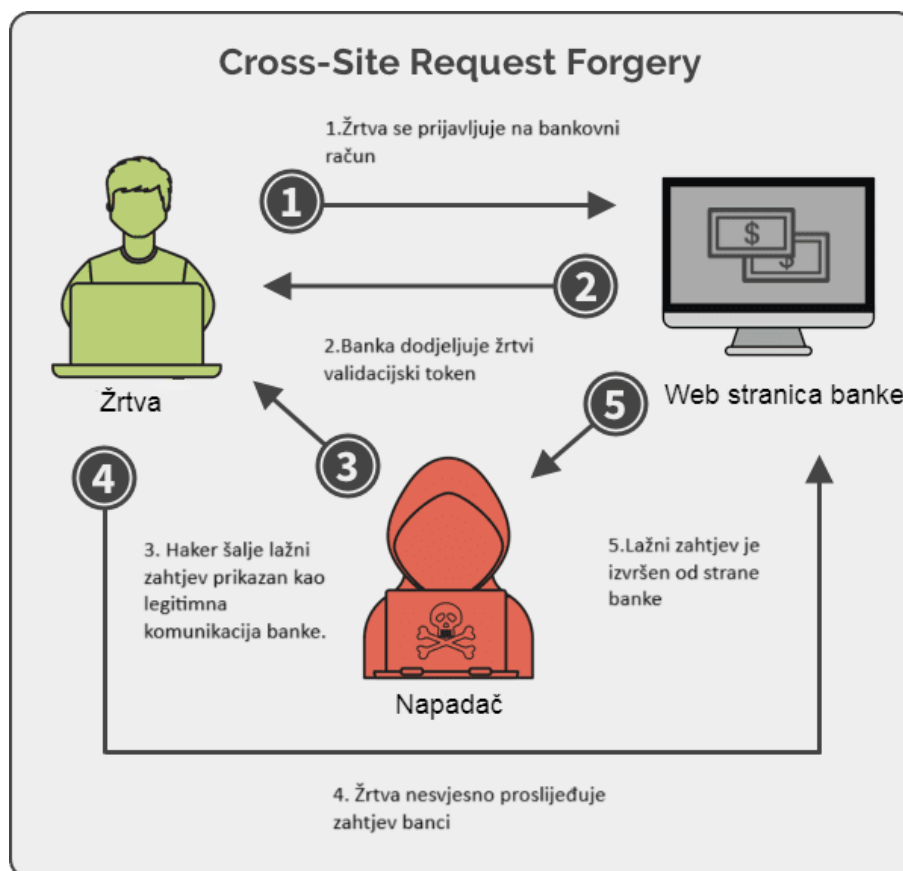 Cross-Site Request Forgery
1.Žrtva se prijavljuje na bankovni
račun
1
$
$
2
2.Banka dodjeljuje žrtvi
validacijski token
Žrtva
5
Web stranica banke
4
3
3. Haker šalje lažni
zahtjev prikazan kao
legitimna
komunikacija banke.
5.Lažni zahtjev je
izvršen od strane
banke
Napadač
4. Žrtva nesvjesno proslijeđuje
zahtjev banci